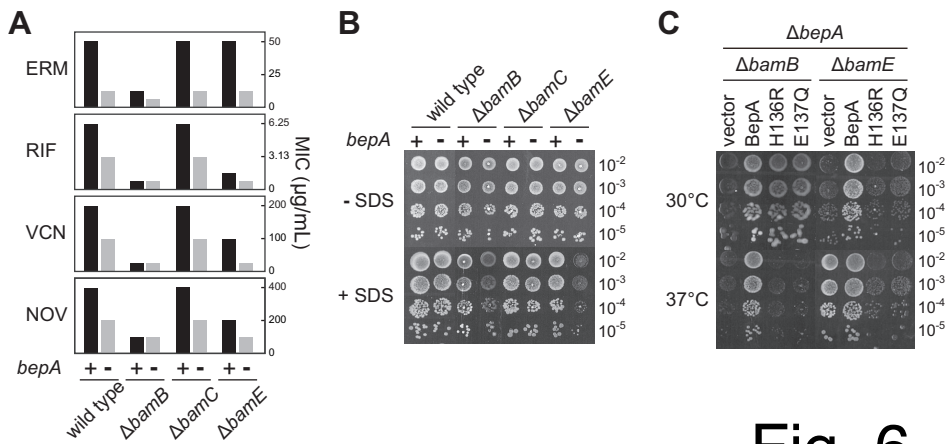 A
ERM
50
25
0
RIF
6.25
3.13
0
VCN
200
100
0
NOV
400
200
0
MIC (μg/mL)
bepA + - + - + - + -
wild type ΔbamB ΔbamC ΔbamE
B
wild type ΔbamB ΔbamC ΔbamE
bepA + - + - + - + -
- SDS
10-2
10-3
10-4
10-5
+ SDS
10-2
10-3
10-4
10-5
C
ΔbepA
ΔbamB ΔbamE
vector BepA H136R E137Q vector BepA H136R E137Q
30°C
10-2
10-3
10-4
10-5
37°C
10-2
10-3
10-4
10-5